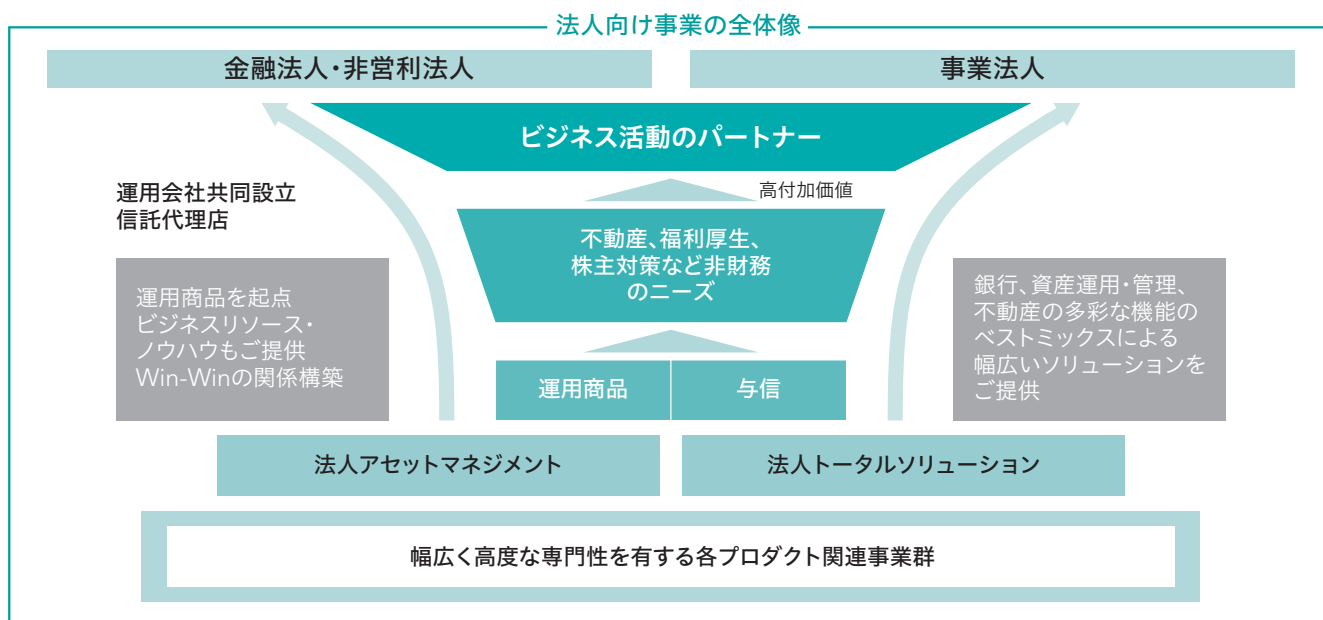 法人向け事業の全体像
金融法人・非営利法人
事業法人
ビジネス活動のパートナー
高付加価値
運用会社共同設立
信託代理店
不動産、福利厚生、
株主対策など非財務
のニーズ
運用商品を起点
ビジネスリソース・
ノウハウもご提供
Win-Winの関係構築
銀行、資産運用・管理、
不動産の多彩な機能の
ベストミックスによる
幅広いソリューションを
ご提供
運用商品
与信
法人アセットマネジメント
法人トータルソリューション
幅広く高度な専門性を有する各プロダクト関連事業群